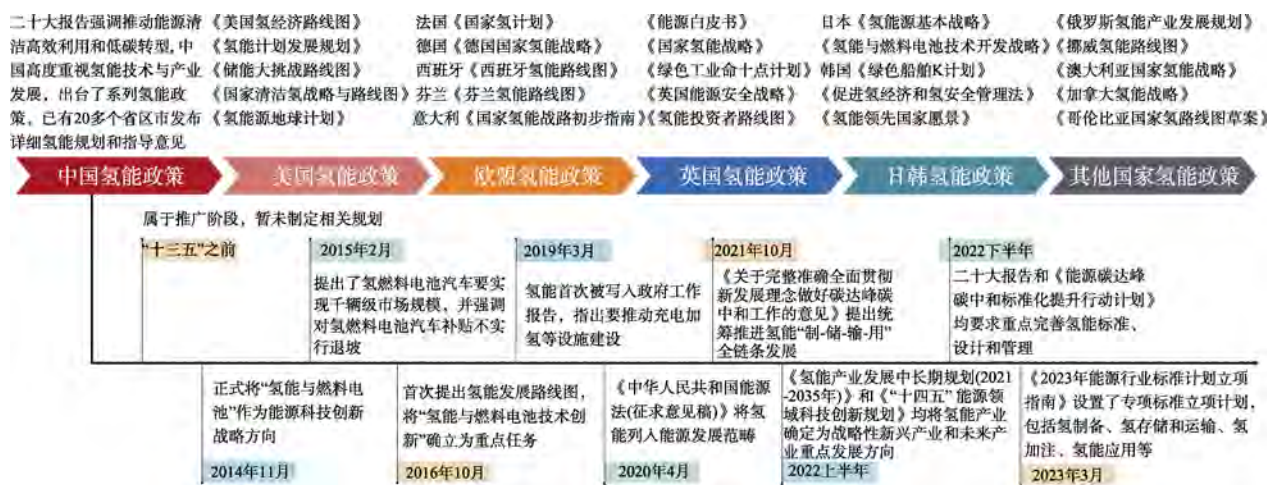 二十大报告强调推动能源清
洁高效利用和低碳转型, 中
国高度重视氢能技术与产业
发展，出台了系列氢能政
策，已有20多个省区市发布
详细氢能规划和指导意见
《美国氢经济路线图》
《氢能计划发展规划》
《储能大挑战路线图》
《国家清洁氢战略与路线图》
《氢能源地球计划》
法国《国家氢计划》
德国《德国国家氢能战略》
西班牙《西班牙氢能路线图》
芬兰《芬兰氢能路线图》
意大利《国家氢能战路初步指南》
《能源白皮书》
《国家氢能战略》
《绿色工业命十点计划》
《英国能源安全战略》
《氢能投资者路线图》
日本《氢能源基本战略》
《氢能与燃料电池技术开发战略》
韩国《绿色船舶K计划》
《促进氢经济和氢安全管理法》
《氢能领先国家愿景》
《俄罗斯氢能产业发展规划》
《挪威氢能路线图》
《澳大利亚国家氢能战略》
《加拿大氢能战略》
《哥伦比亚国家氢路线图草案》
中国氢能政策
美国氢能政策
欧盟氢能政策
英国氢能政策
日韩氢能政策
其他国家氢能政策
属于推广阶段，暂未制定相关规划
“十三五”之前
2015年2月
提出了氢燃料电池汽车要实
现千辆级市场规模，并强调
对氢燃料电池汽车补贴不实
行退坡
2019年3月
氢能首次被写入政府工作
报告，指出要推动充电加
氢等设施建设
2021年10月
《关于完整准确全面贯彻
新发展理念做好碳达峰碳
中和工作的意见》提出统
筹推进氢能“制-储-输-用”
全链条发展
2022下半年
二十大报告和《能源碳达峰
碳中和标准化提升行动计划》
均要求重点完善氢能标准、
设计和管理
正式将“氢能与燃料电
池”作为能源科技创新
战略方向
2014年11月
首次提出氢能发展路线图，
将“氢能与燃料电池技术创
新”确立为重点任务
2016年10月
《中华人民共和国能源
法(征求意见稿)》将氢
能列入能源发展范畴
2020年4月
《氢能产业发展中长期规划(2021
-2035年)》和《“十四五”能源领
域科技创新规划》均将氢能产业
确定为战略性新兴产业和未来产
业重点发展方向
2022上半年
《2023年能源行业标准计划立项
指南》设置了专项标准立项计划，
包括氢制备、氢存储和运输、氢
加注、氢能应用等
2023年3月